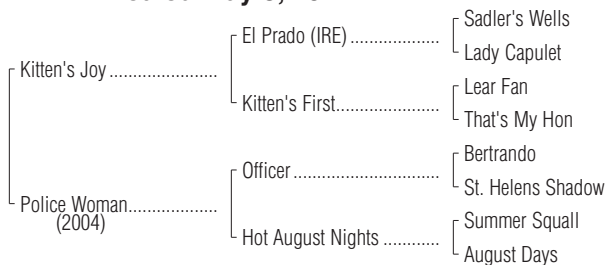 Sadler's Wells
El Prado (IRE) ....................
Lady Capulet
Kitten's Joy ........................
Lear Fan
Kitten's First.......................
That's My Hon
Bertrando
Officer ................................
St. Helens Shadow
Police Woman....................
(2004)
Summer Squall
Hot August Nights ............
August Days